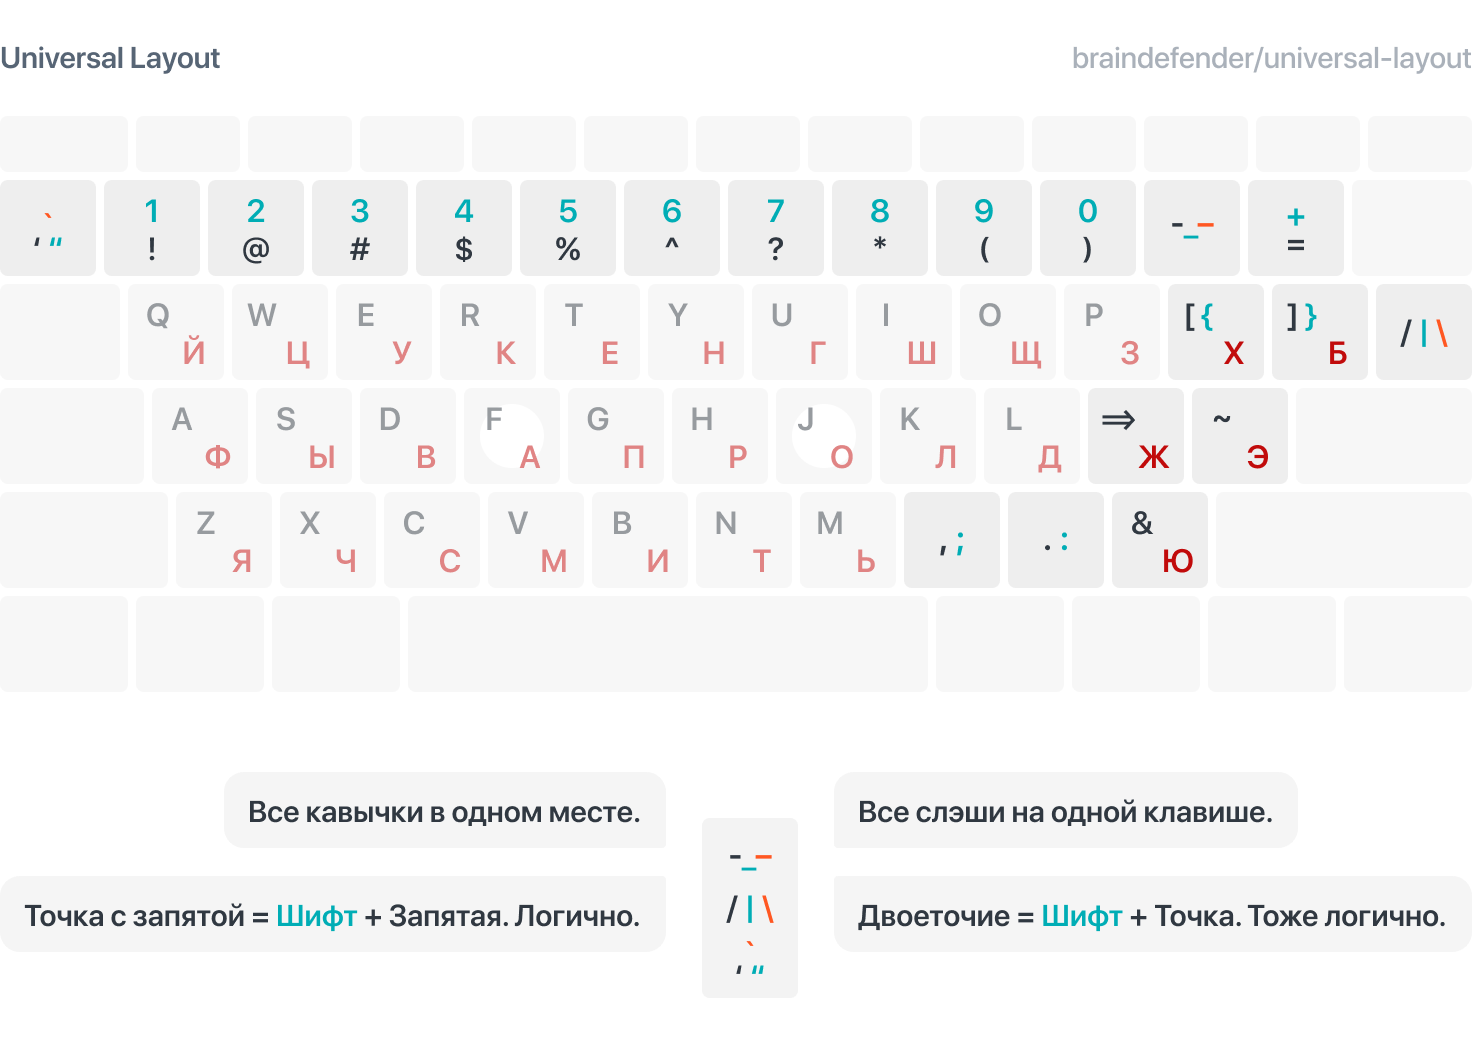 Universal Layout
braindefender/universal-layout
` ' " 1 ! 2 @ 3 # 4 $ 5 % 6 ^ 7 ? 8 * 9 ( 0 ) - _ – + =
Q Й W Ц E У R К T Е Y Н U Г I Ш O Щ P З [ { Х ] } Б / | \
A Ф S Ы D В F А G П H Р J О K Л L Д ⇒ Ж ~ Э
Z Я X Ч C С V М B И N Т M Ь , ; . : & Ю
Все кавычки в одном месте.
Точка с запятой = Шифт + Запятая. Логично.
- _ –
/ | \
`
' "
Все слэши на одной клавише.
Двоеточие = Шифт + Точка. Тоже логично.